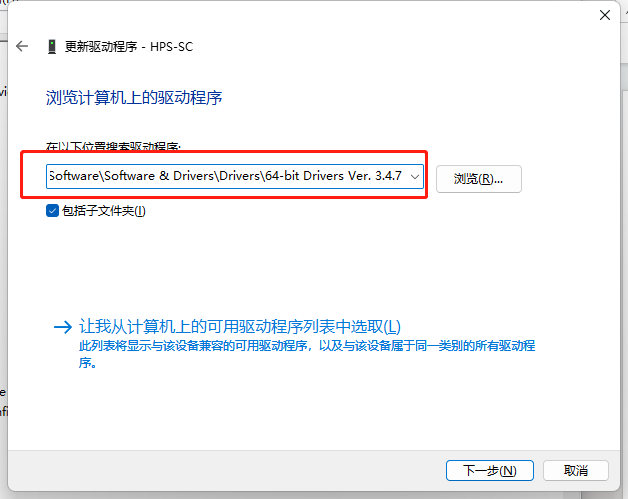 更新驱动程序 - HPS-SC
浏览计算机上的驱动程序
在以下位置搜索驱动程序:
Software\Software & Drivers\Drivers\64-bit Drivers Ver. 3.4.7
浏览(R)...
包括子文件夹(I)
让我从计算机上的可用驱动程序列表中选取(L)
此列表将显示与该设备兼容的可用驱动程序，以及与该设备属于同一类别的所有驱动程
序。
下一步(N)
取消